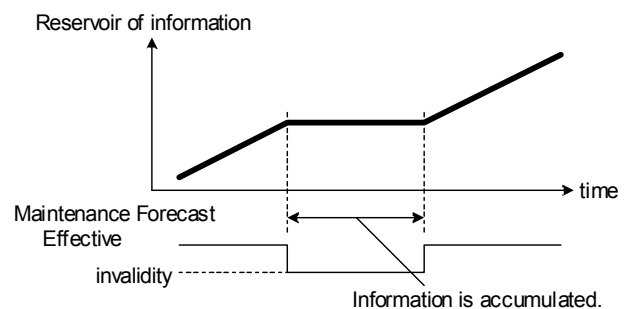 Reservoir of information
time
Maintenance Forecast
Effective
invalidity
Information is accumulated.